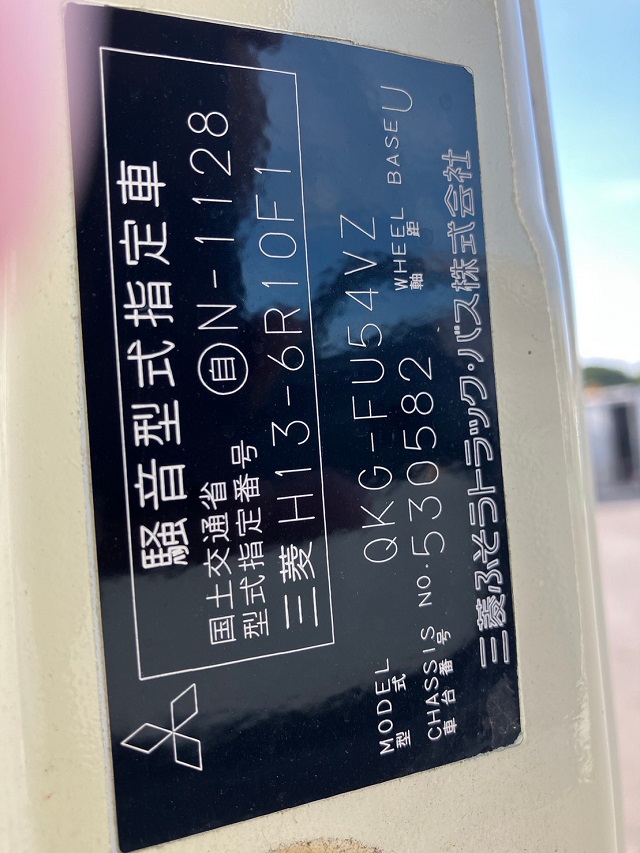 騒音型式指定車
国土交通省
型式指定番号 自N-1128
三菱 H13-6R10F1
MODEL
型式 QKG-FU54VZ
CHASSIS NO. 530582 WHEEL BASE U
車台番号 軸距
三菱ふそうトラック・バス株式会社